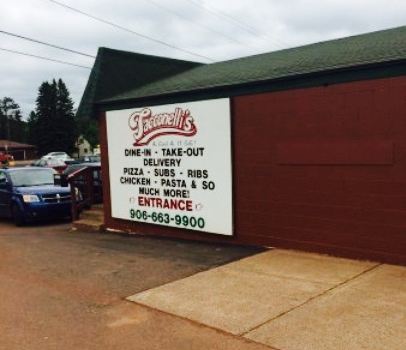 Tacconelli's
DINE-IN - TAKE-OUT
DELIVERY
PIZZA - SUBS - RIBS
CHICKEN - PASTA & SO
MUCH MORE!
ENTRANCE
906-663-9900